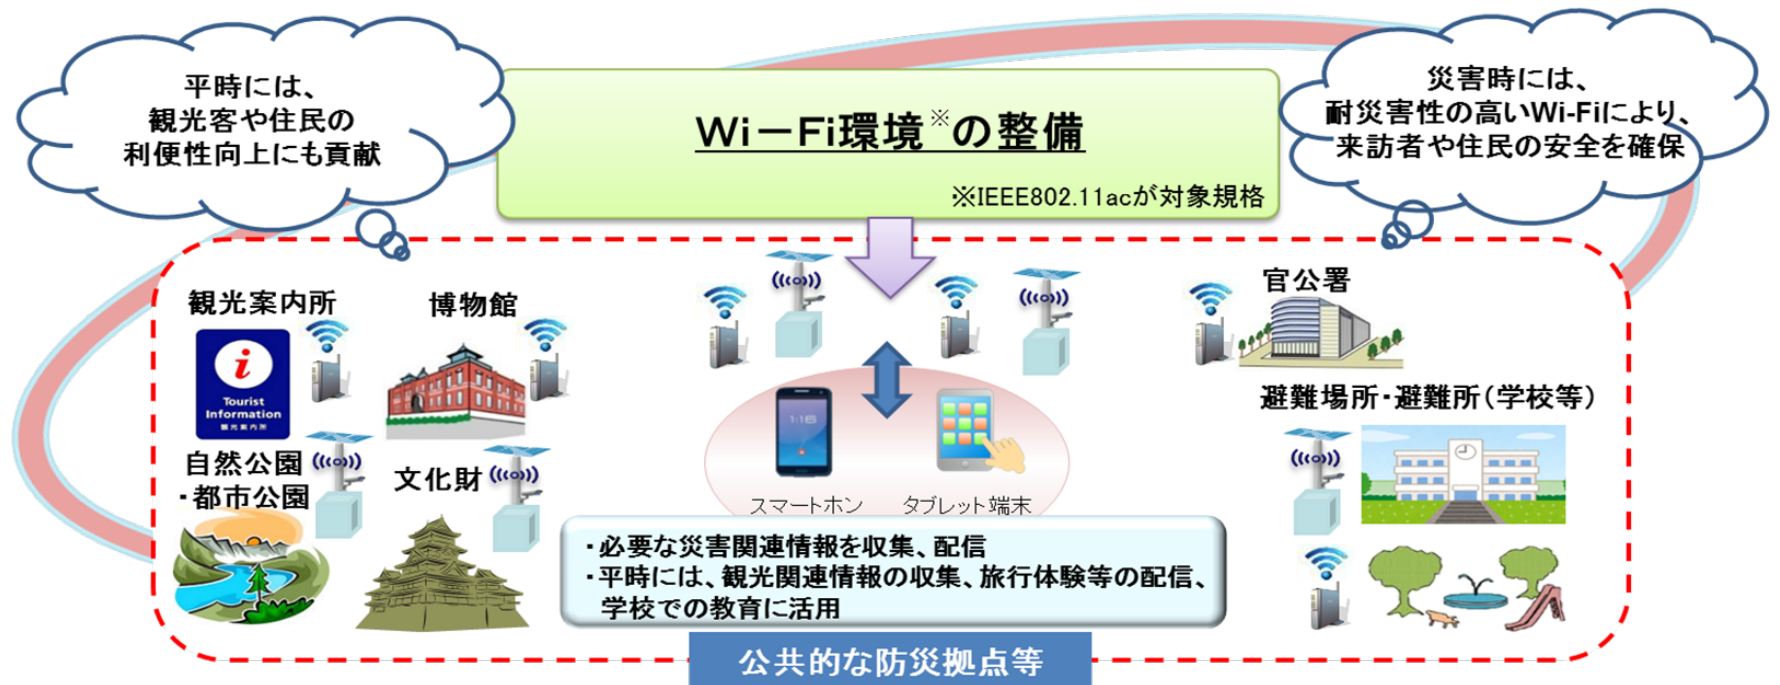 平時には、
観光客や住民の
利便性向上にも貢献
Wi－Fi環境※の整備
※IEEE802.11acが対象規格
災害時には、
耐災害性の高いWi-Fiにより、
来訪者や住民の安全を確保
観光案内所
博物館
官公署
i
Tourist
Information
観光案内所
避難場所・避難所（学校等）
自然公園
・都市公園
文化財
1:16
スマートホン
タブレット端末
・必要な災害関連情報を収集、配信
・平時には、観光関連情報の収集、旅行体験等の配信、
学校での教育に活用
公共的な防災拠点等